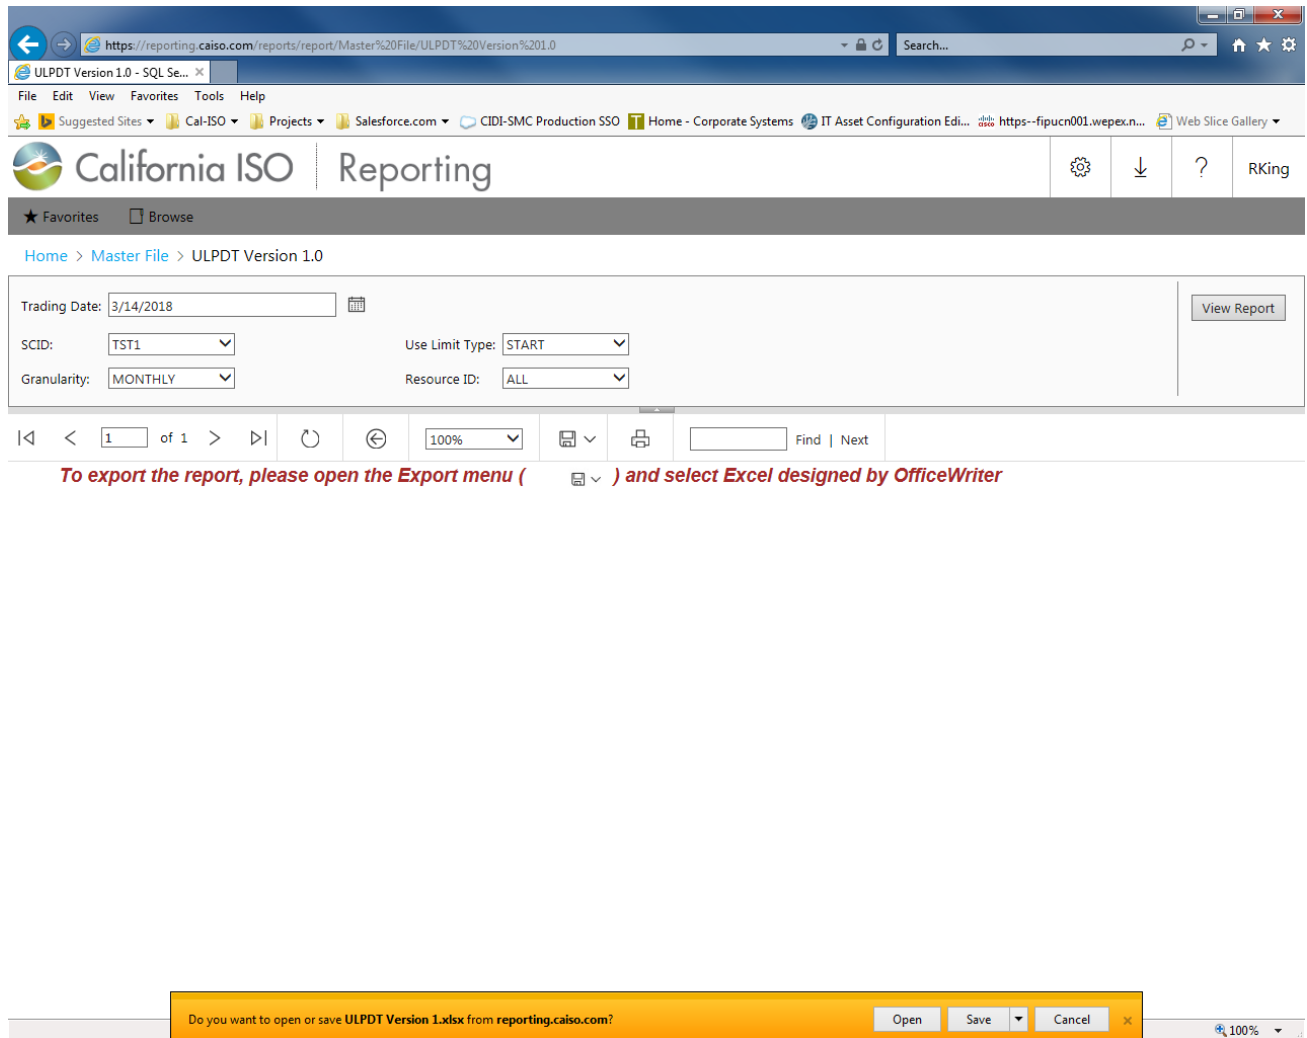 https://reporting.caiso.com/reports/report/Master%20File/ULPDT%20Version%201.0 Search...
ULPDT Version 1.0 - SQL Se...
File Edit View Favorites Tools Help
Suggested Sites Cal-ISO Projects Salesforce.com CIDI-SMC Production SSO Home - Corporate Systems IT Asset Configuration Edi... https--fipucn001.wepex.n... Web Slice Gallery
California ISO Reporting ? RKing
Favorites Browse
Home > Master File > ULPDT Version 1.0
Trading Date: 3/14/2018 View Report
SCID: TST1 Use Limit Type: START
Granularity: MONTHLY Resource ID: ALL
1 of 1 100% Find | Next
To export the report, please open the Export menu ( ) and select Excel designed by OfficeWriter
Do you want to open or save ULPDT Version 1.xlsx from reporting.caiso.com? Open Save Cancel
100%